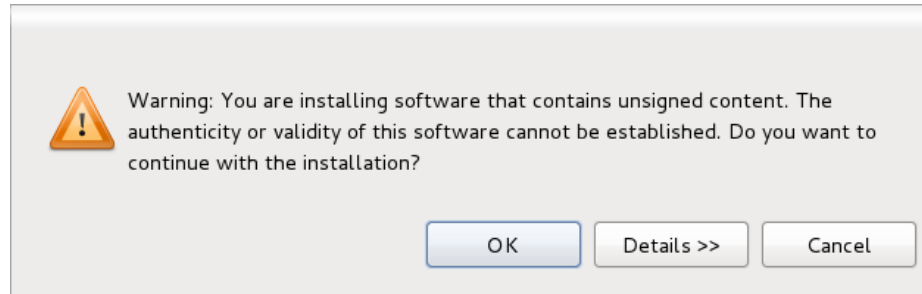 Warning: You are installing software that contains unsigned content. The
authenticity or validity of this software cannot be established. Do you want to
continue with the installation?
OK
Details >>
Cancel